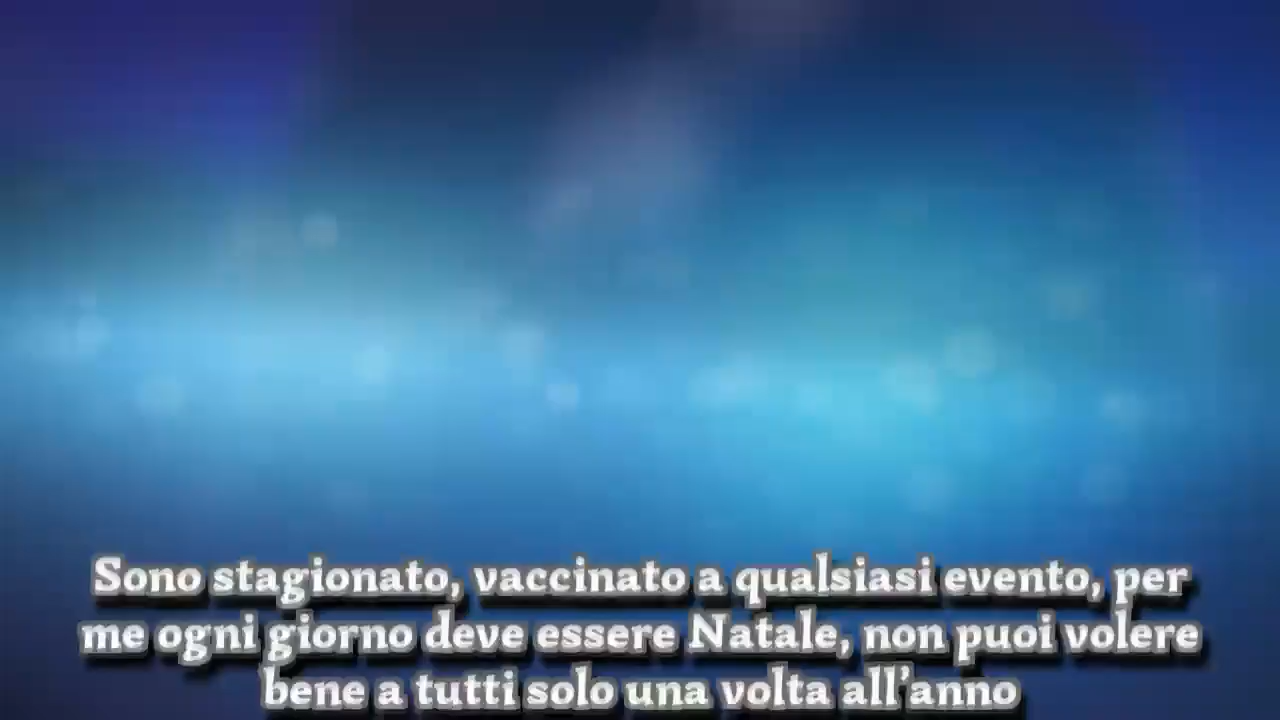 Sono stagionato, vaccinato a qualsiasi evento, per
me ogni giorno deve essere Natale, non puoi volere
bene a tutti solo una volta all’anno